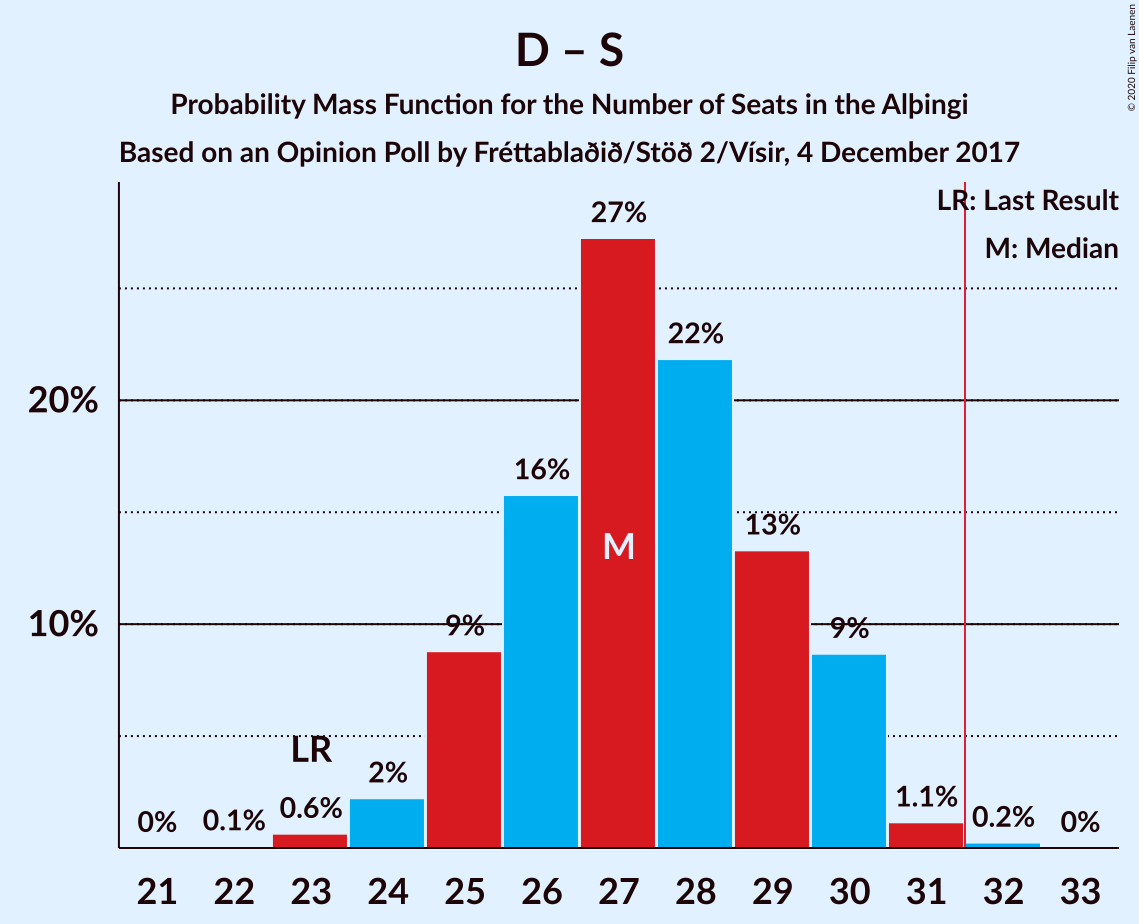 D – S
Probability Mass Function for the Number of Seats in the Alþingi
Based on an Opinion Poll by Fréttablaðið/Stöð 2/Vísir, 4 December 2017
© 2020 Filip van Laenen
LR: Last Result
M: Median
27%
22%
20%
16%
13%
M
10%
9%
9%
LR
2%
1.1%
0.6%
0.2%
0.1%
0%
0%
21 22 23 24 25 26 27 28 29 30 31 32 33